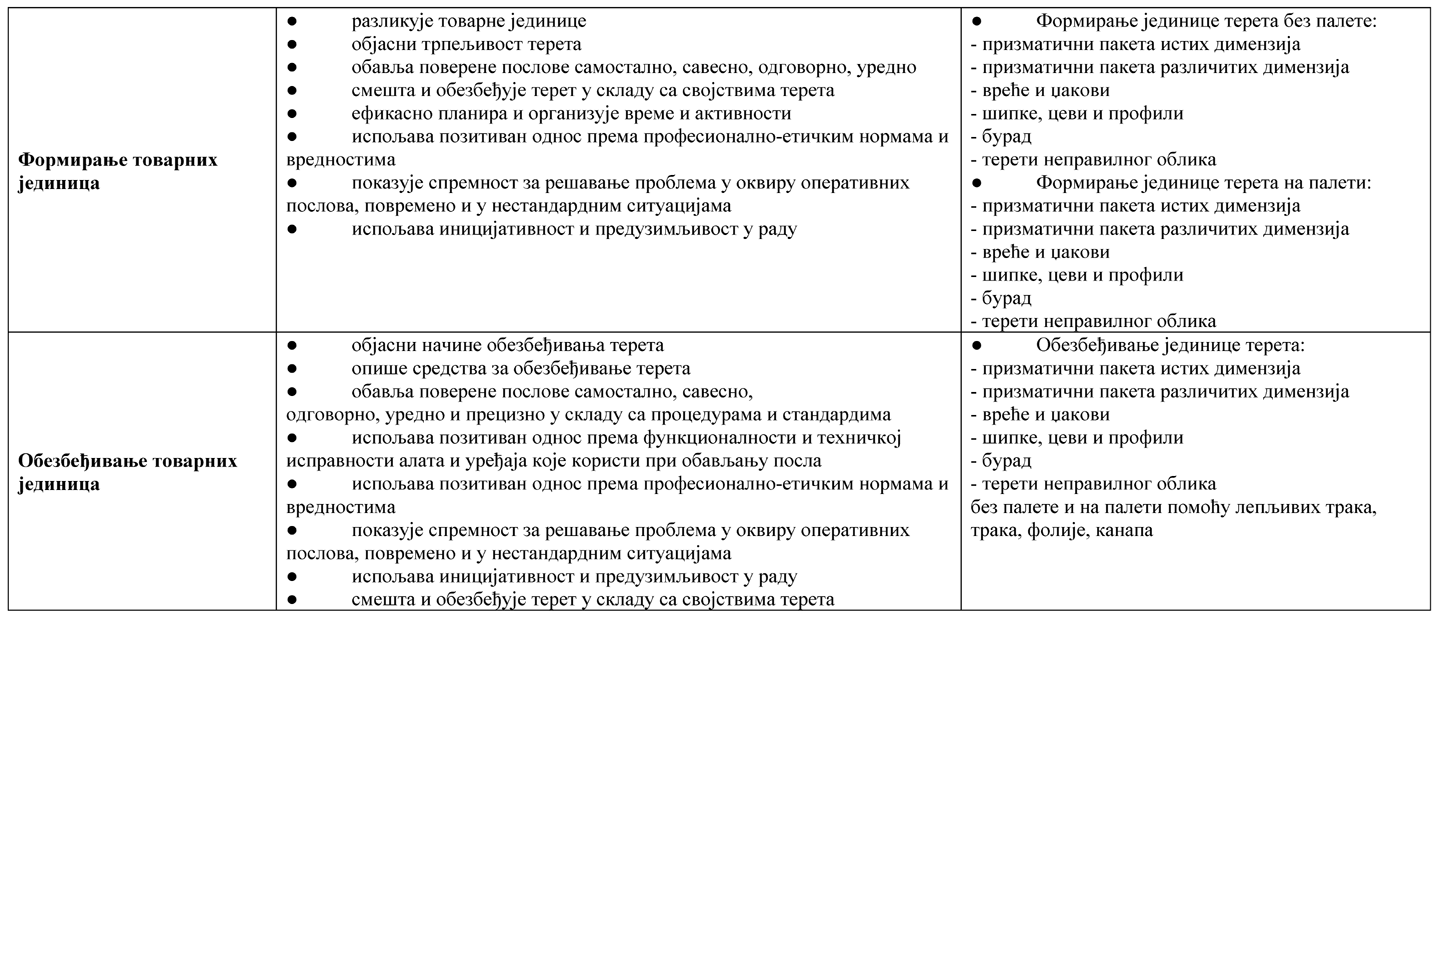 Формирање товарних
јединица
● разликује товарне јединице
● објасни трпељивост терета
● обавља поверене послове самостално, савесно, одговорно, уредно
● смешта и обезбеђује терет у складу са својствима терета
● ефикасно планира и организује време и активности
● испољава позитиван однос према професионално-етичким нормама и
вредностима
● показује спремност за решавање проблема у оквиру оперативних
послова, повремено и у нестандардним ситуацијама
● испољава иницијативност и предузимљивост у раду
● Формирање јединице терета без палете:
- призматични пакета истих димензија
- призматични пакета различитих димензија
- вреће и џакови
- шипке, цеви и профили
- бурад
- терети неправилног облика
● Формирање јединице терета на палети:
- призматични пакета истих димензија
- призматични пакета различитих димензија
- вреће и џакови
- шипке, цеви и профили
- бурад
- терети неправилног облика
Обезбеђивање товарних
јединица
● објасни начине обезбеђивања терета
● опише средства за обезбеђивање терета
● обавља поверене послове самостално, савесно,
одговорно, уредно и прецизно у складу са процедурама и стандардима
● испољава позитиван однос према функционалности и техничкој
исправности алата и уређаја које користи при обављању посла
● испољава позитиван однос према професионално-етичким нормама и
вредностима
● показује спремност за решавање проблема у оквиру оперативних
послова, повремено и у нестандардним ситуацијама
● испољава иницијативност и предузимљивост у раду
● смешта и обезбеђује терет у складу са својствима терета
● Обезбеђивање јединице терета:
- призматични пакета истих димензија
- призматични пакета различитих димензија
- вреће и џакови
- шипке, цеви и профили
- бурад
- терети неправилног облика
без палете и на палети помоћу лепљивих трака,
трака, фолије, канапа